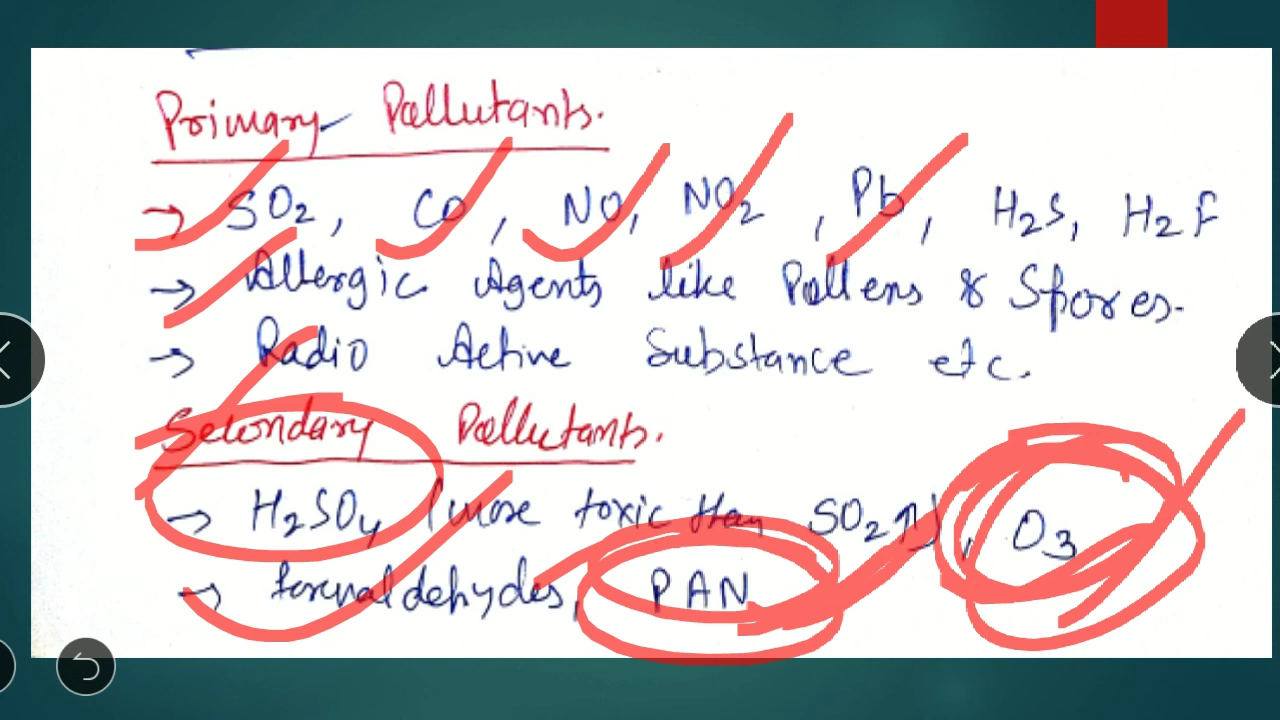 Primary Pollutants.
→ SO2, CO, NO, NO2, Pb, H2S, H2F
→ Allergic Agents like Pollens & Spores.
→ Radio Active Substance etc.
Secondary Pollutants.
→ H2SO4 (more toxic than SO2↑), O3
→ formaldehydes, PAN